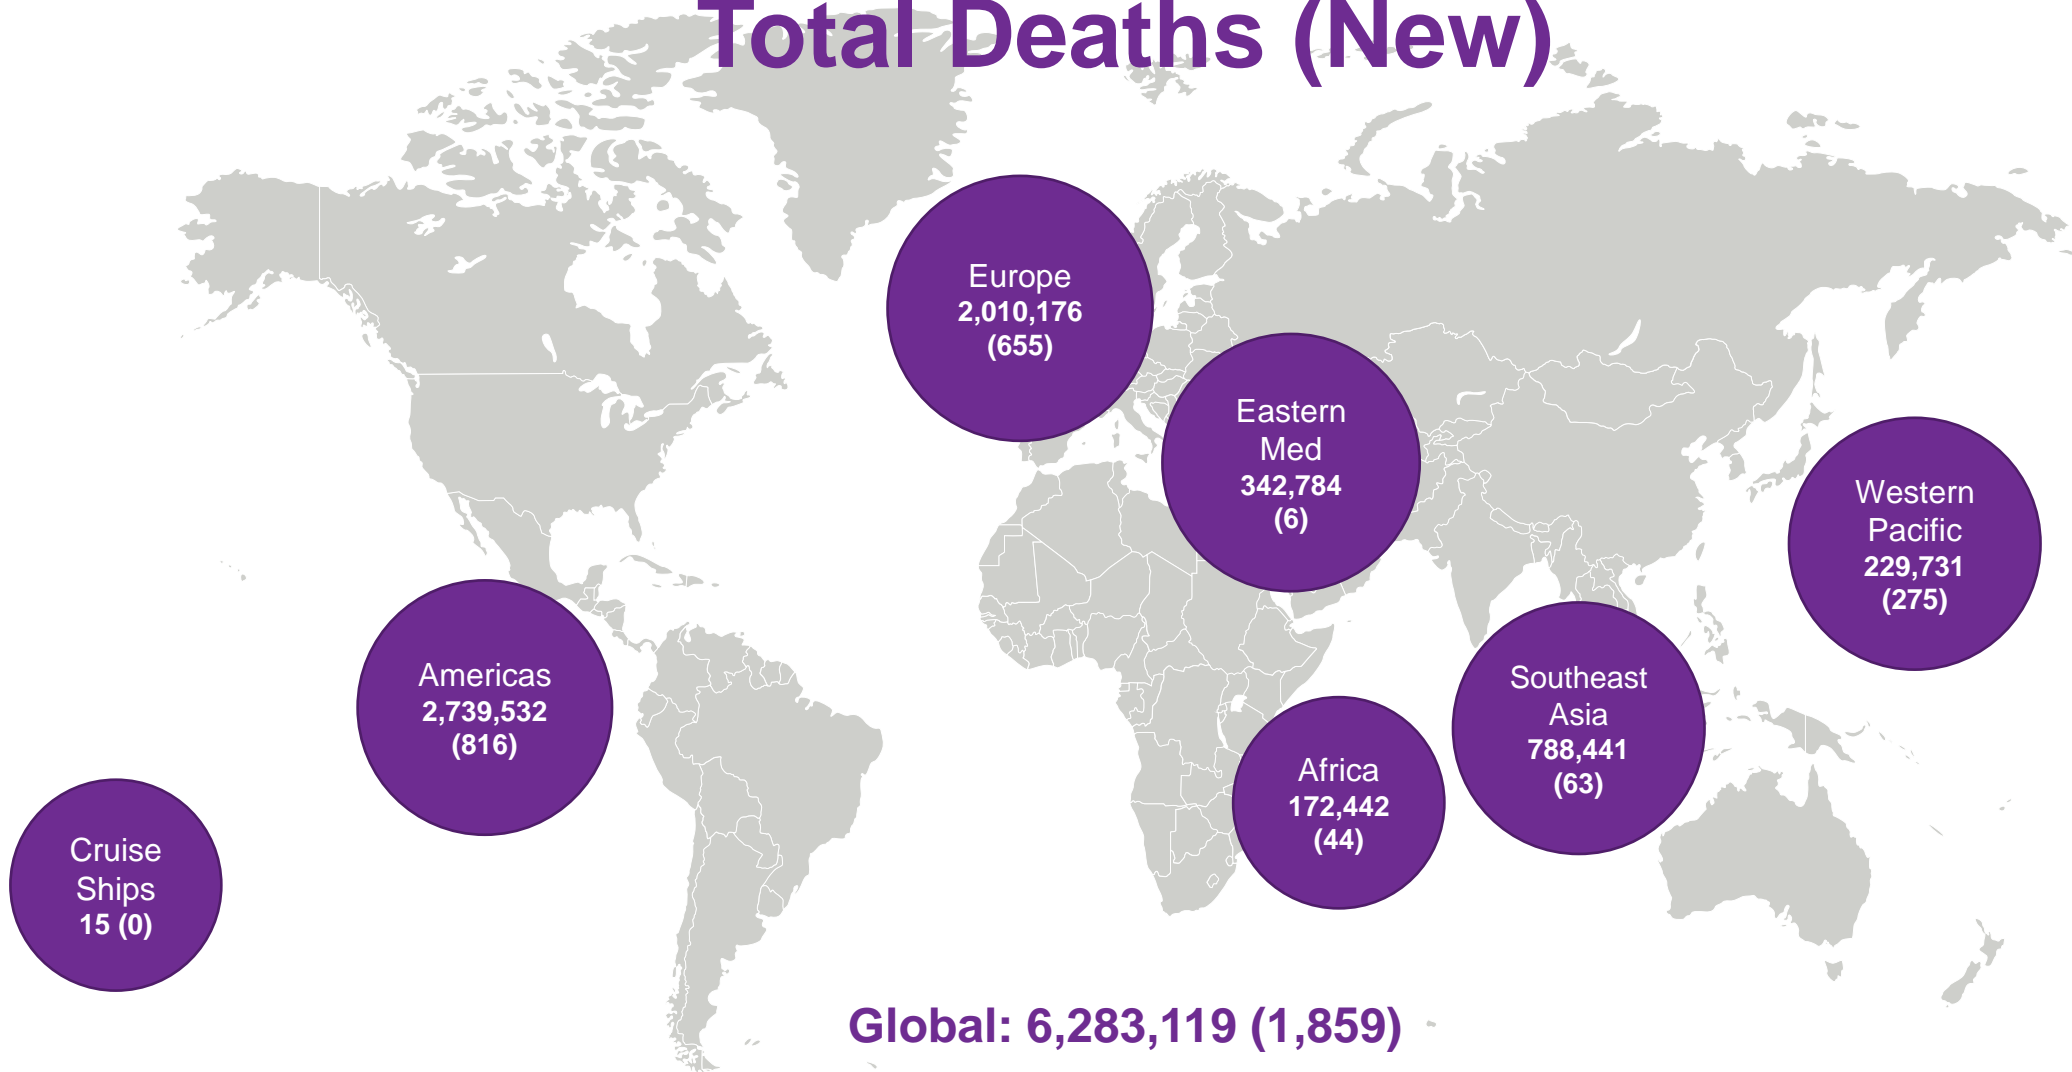 Total Deaths (New)
Europe
2,010,176
(655)
Eastern
Med
342,784
(6)
Western
Pacific
229,731
(275)
Americas
2,739,532
(816)
Southeast
Asia
788,441
(63)
Africa
172,442
(44)
Cruise
Ships
15 (0)
Global: 6,283,119 (1,859)